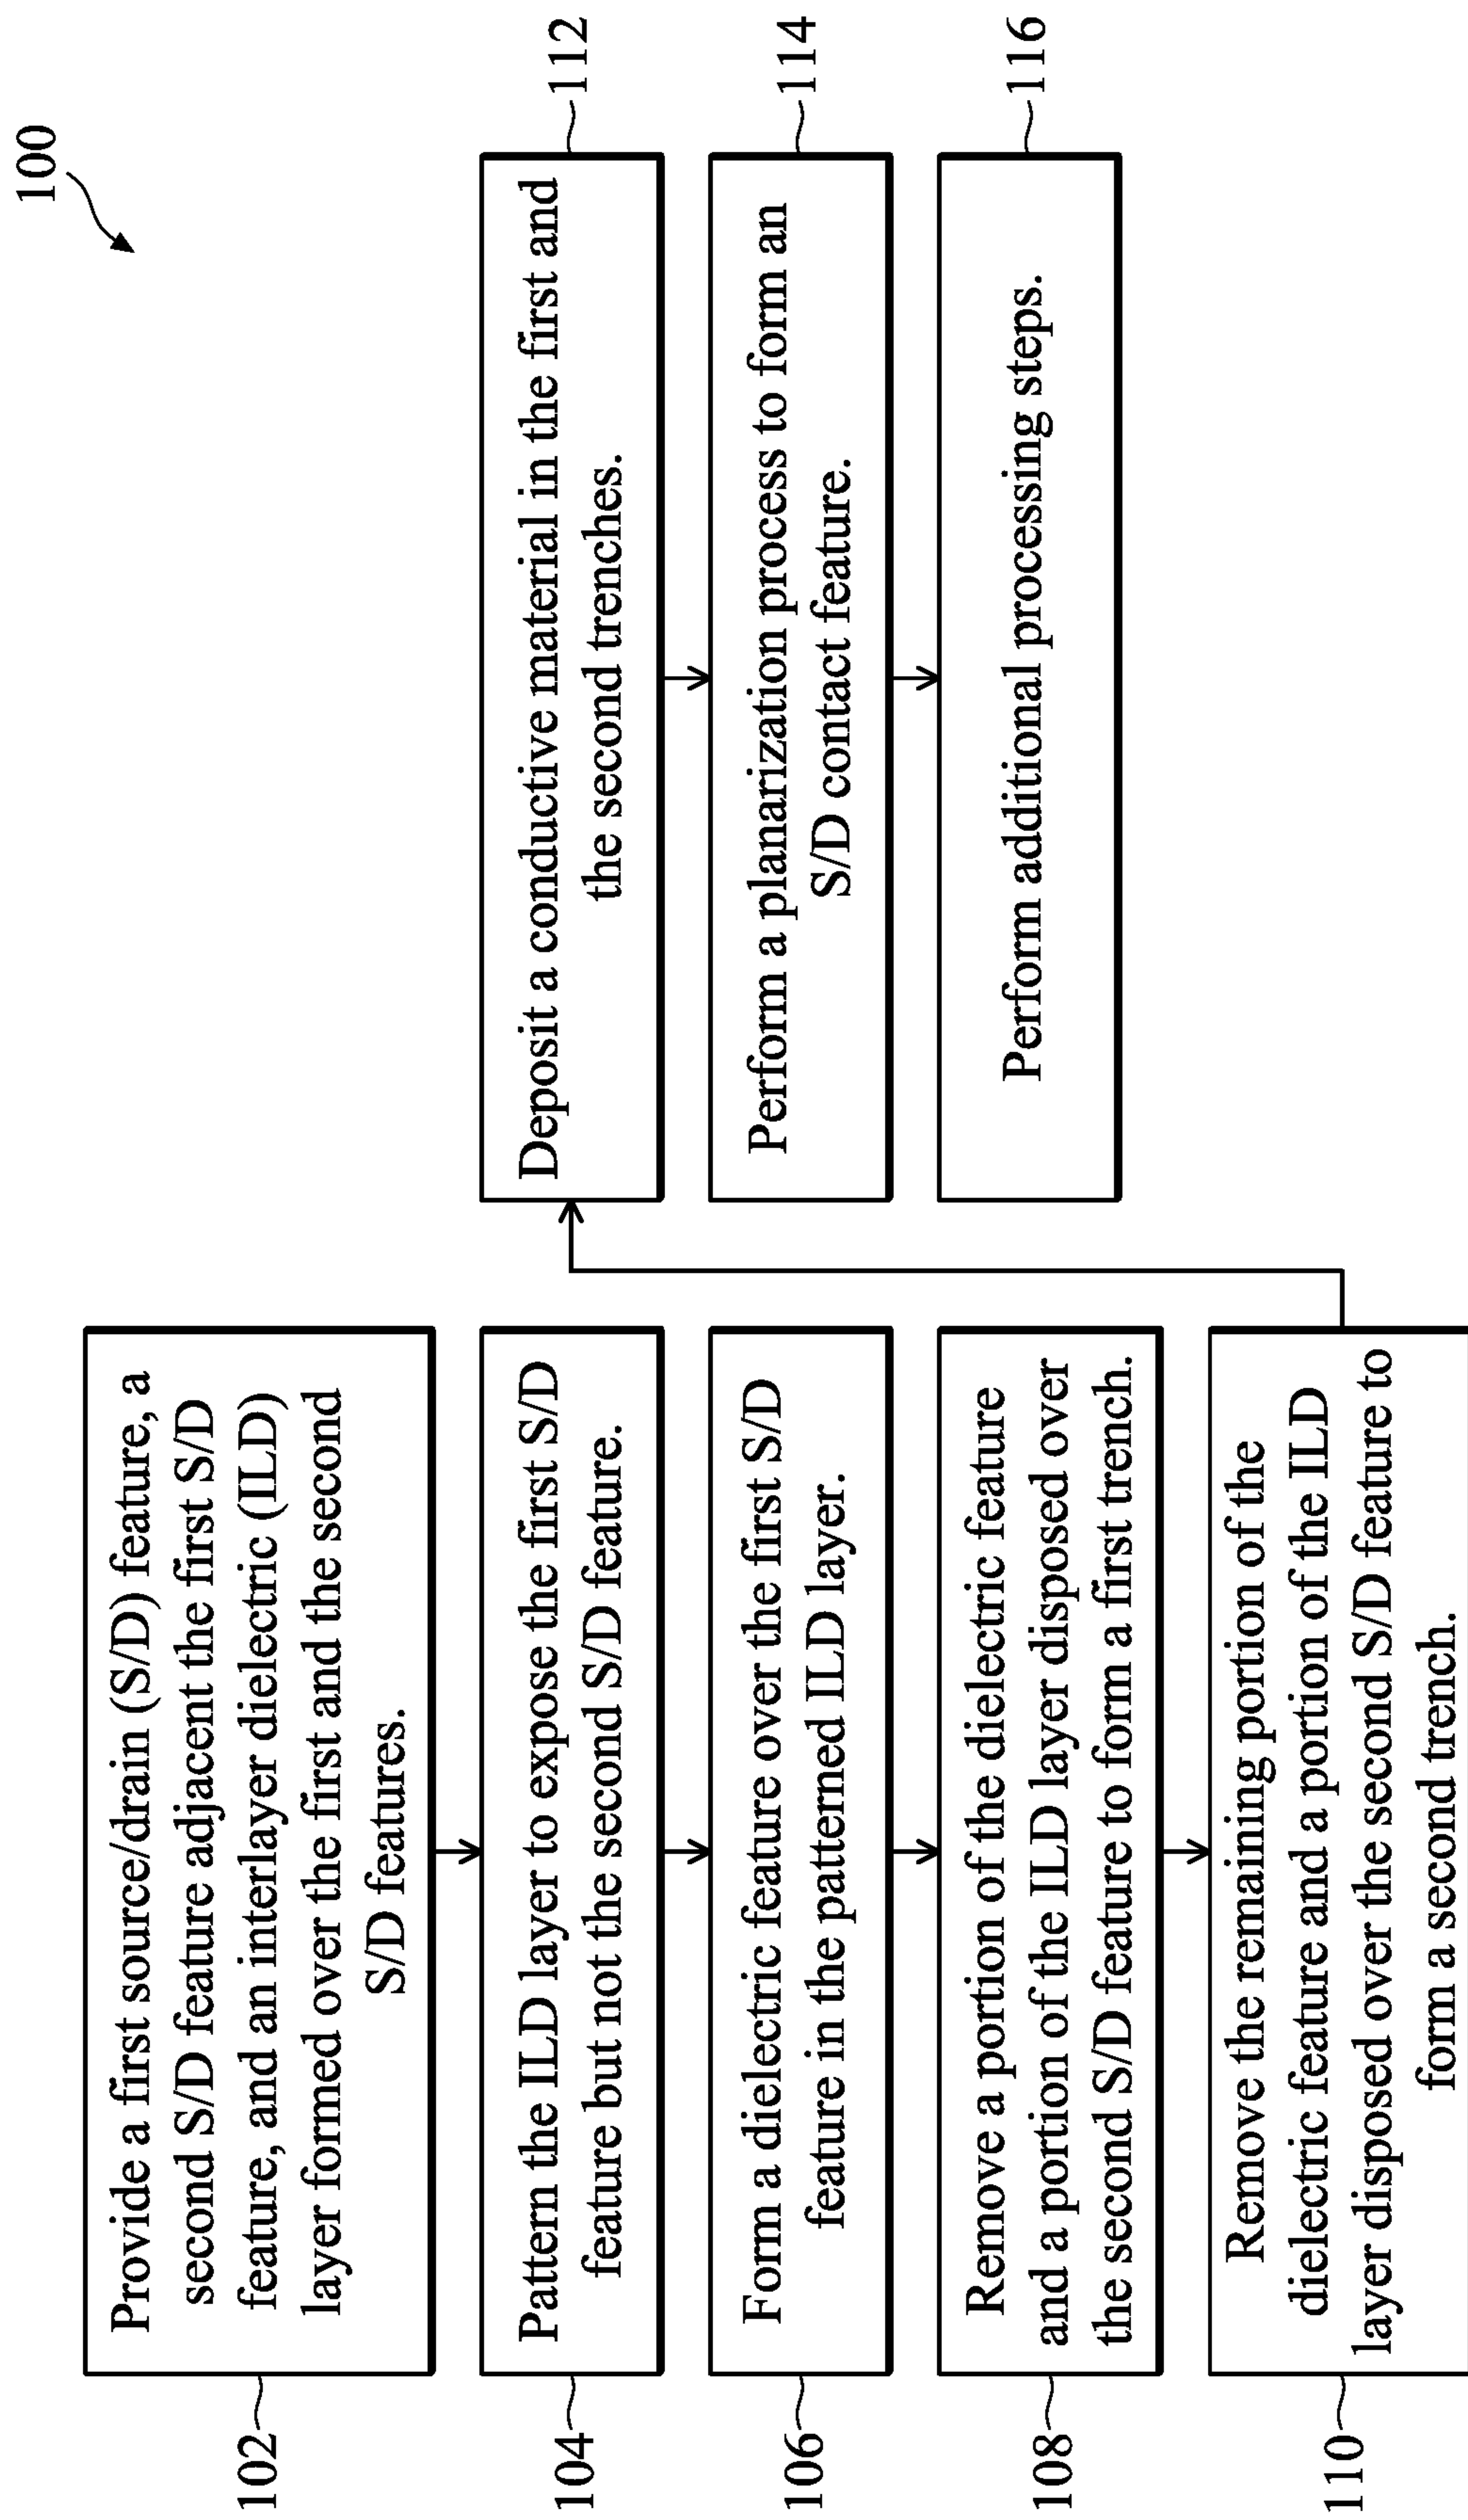 100
102
Provide a first source/drain (S/D) feature, a
second S/D feature adjacent the first S/D
feature, and an interlayer dielectric (ILD)
layer formed over the first and the second
S/D features.
104
Pattern the ILD layer to expose the first S/D
feature but not the second S/D feature.
106
Form a dielectric feature over the first S/D
feature in the patterned ILD layer.
108
Remove a portion of the dielectric feature
and a portion of the ILD layer disposed over
the second S/D feature to form a first trench.
110
Remove the remaining portion of the
dielectric feature and a portion of the ILD
layer disposed over the second S/D feature to
form a second trench.
Deposit a conductive material in the first and
the second trenches.
112
Perform a planarization process to form an
S/D contact feature.
114
Perform additional processing steps.
116